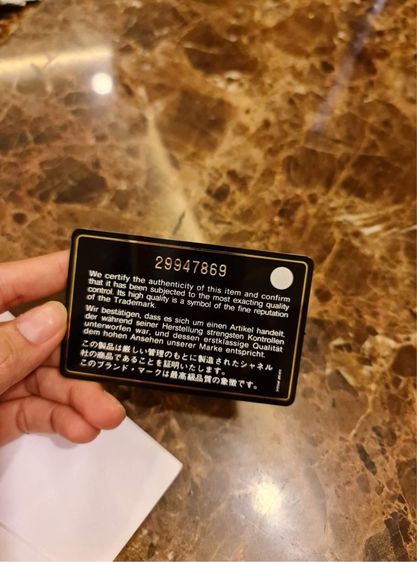 29947869
We certify the authenticity of this item and confirm
that it has been subjected to the most exacting quality
control. Its high quality is a symbol of the fine reputation
of the Trademark.
Wir bestätigen, dass es sich um einen Artikel handelt,
der während seiner Herstellung strengsten Kontrollen
unterworfen war, und dessen erstklassige Qualität
dem hohen Ansehen unserer Marke entspricht.
この製品は厳しい管理のもとに製造されたシャネル
社の商品であることを証明いたします。
このブランド・マークは最高級品質の象徴です。